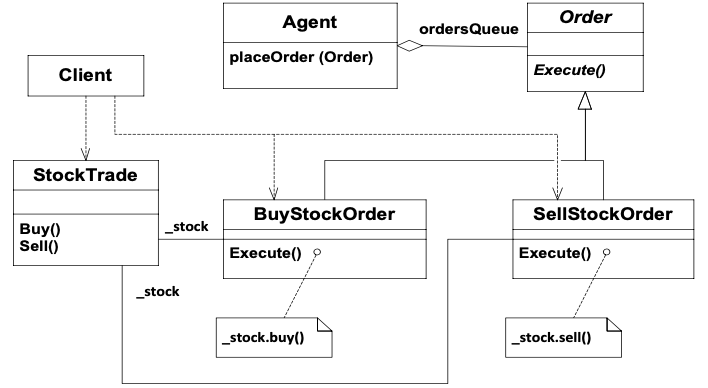 Agent
placeOrder (Order)
ordersQueue
Order
Execute()
Client
StockTrade
Buy()
Sell()
_stock
BuyStockOrder
Execute()
SellStockOrder
Execute()
_stock
_stock.buy()
_stock.sell()